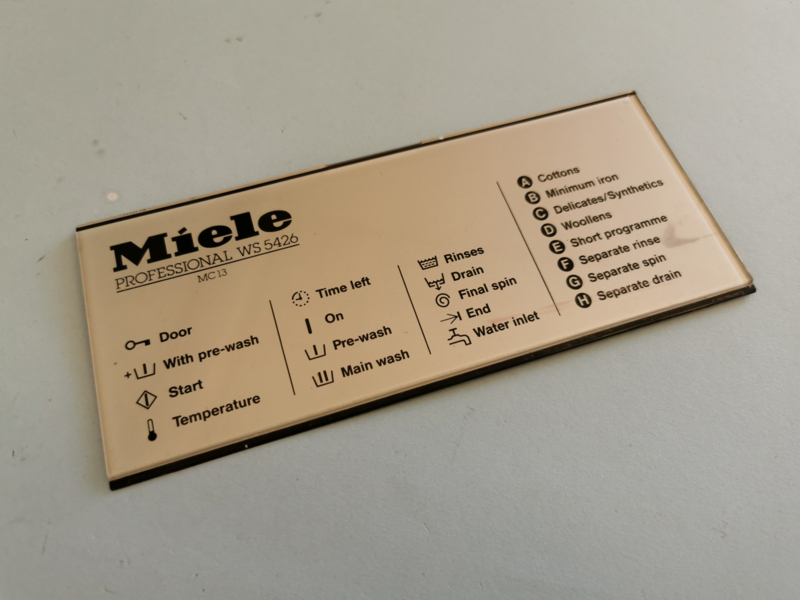 Miele
PROFESSIONAL WS 5426
MC 13
Door
With pre-wash
Start
Temperature
Time left
On
Pre-wash
Main wash
Rinses
Drain
Final spin
End
Water inlet
A Cottons
B Minimum iron
C Delicates/Synthetics
D Woollens
E Short programme
F Separate rinse
G Separate spin
H Separate drain